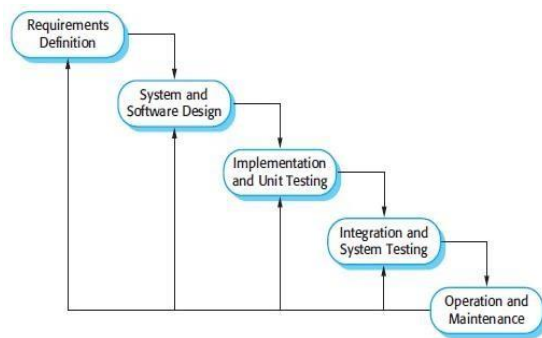 Requirements
Definition
System and
Software Design
Implementation
and Unit Testing
Integration and
System Testing
Operation and
Maintenance